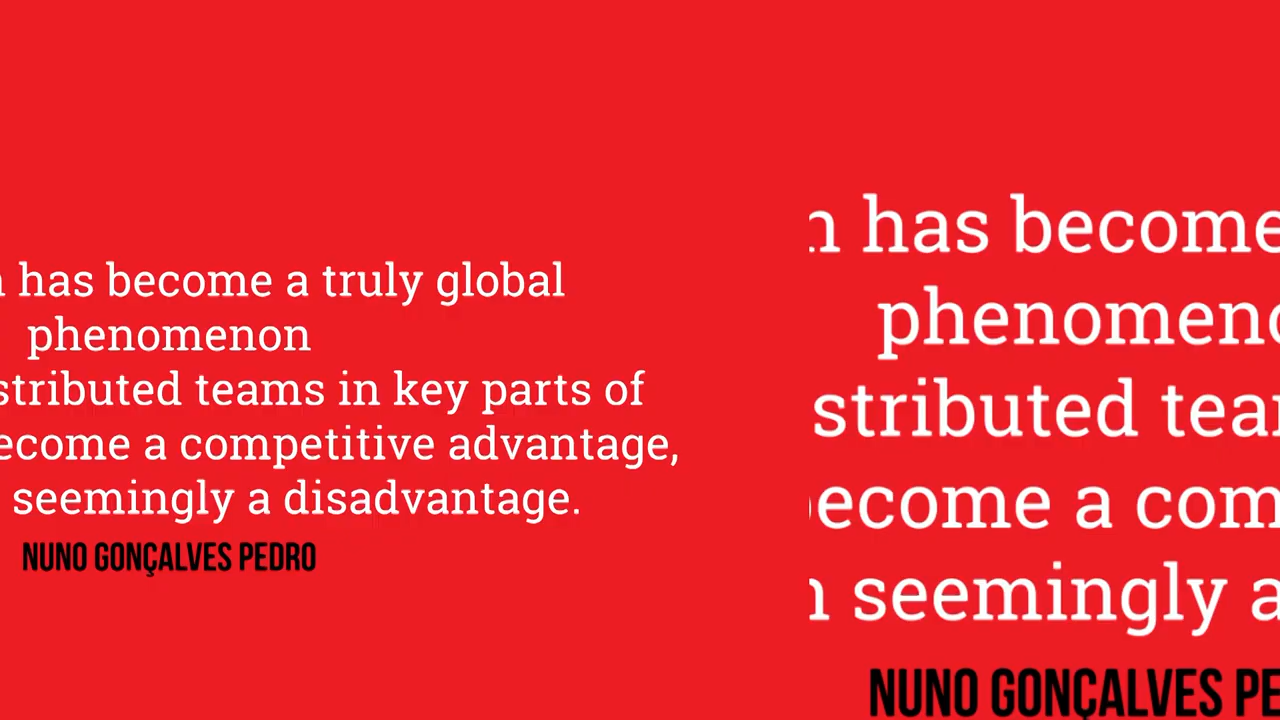 has become a truly global
phenomenon
stributed teams in key parts of
ecome a competitive advantage,
seemingly a disadvantage.
NUNO GONÇALVES PEDRO
n has become
phenomeno
stributed tea
ecome a com
n seemingly a
NUNO GONÇALVES PE